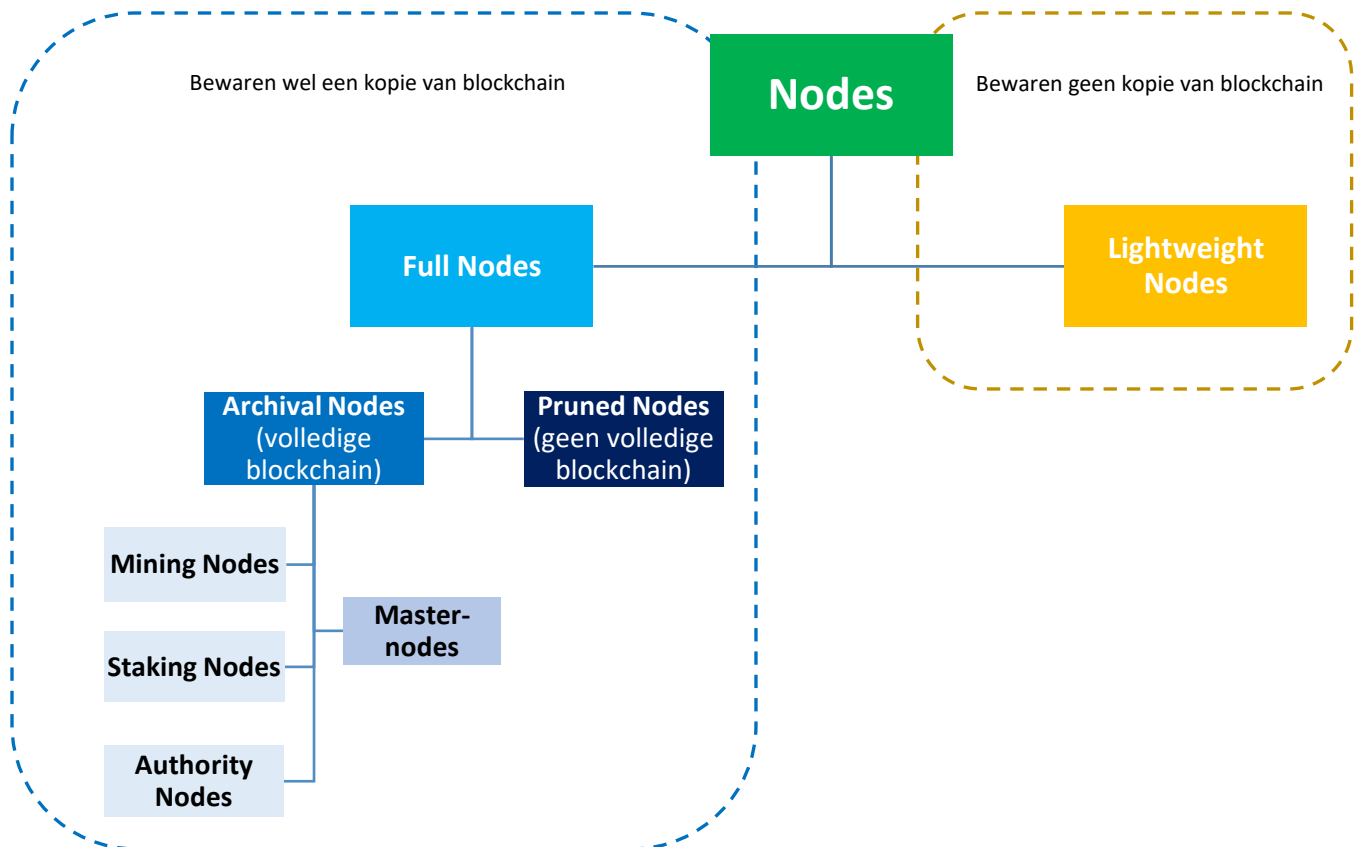 Bewaren wel een kopie van blockchain
Nodes
Bewaren geen kopie van blockchain
Full Nodes
Lightweight
Nodes
Archival Nodes
(volledige
blockchain)
Pruned Nodes
(geen volledige
blockchain)
Mining Nodes
Master-
nodes
Staking Nodes
Authority
Nodes